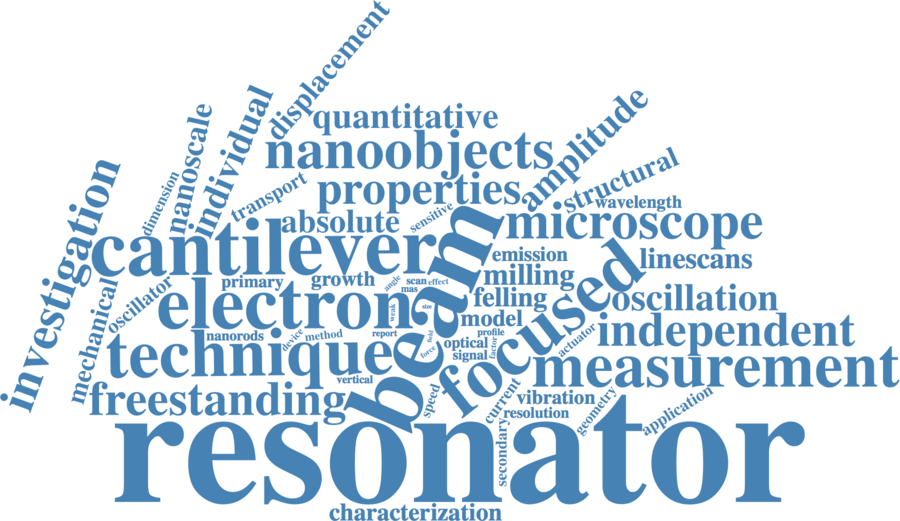 displacement
quantitative
individual
nanoscale
nanoobjects
amplitude
investigation
dimension
transport
properties
structural
wavelength
absolute
sensitive
microscope
cantilever
beam
emission
linescans
focused
mechanical
oscillator
primary
growth
angle
scan
effect
mas
milling
electron
weak
size
felling
oscillation
model
independent
nanorods
device
method
report
field
profile
optical
factor
actuator
technique
force
signal
measurement
vertical
freestanding
speed
current
vibration
geometry
application
resolution
secondary
resonator
characterization